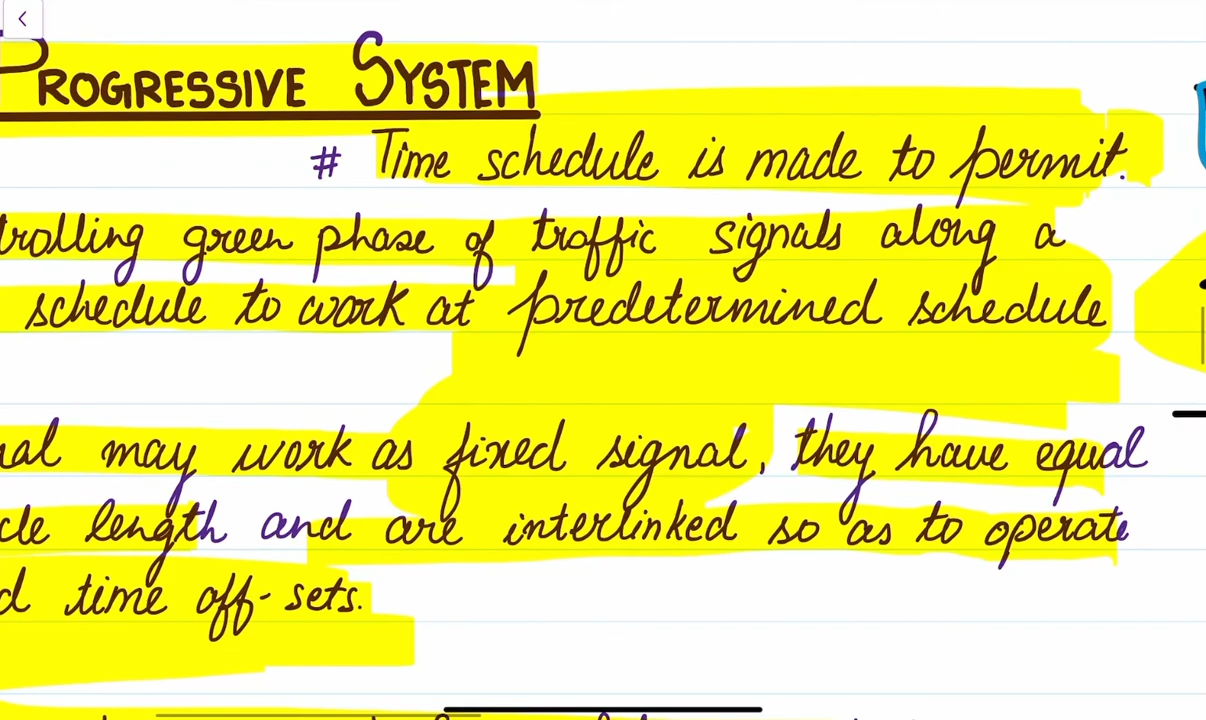 PROGRESSIVE SYSTEM
# Time schedule is made to permit.
trolling green phase of traffic signals along a
schedule to work at predetermined schedule
nal may work as fixed signal, they have equal
cle length and are interlinked so as to operate
d time off-sets.